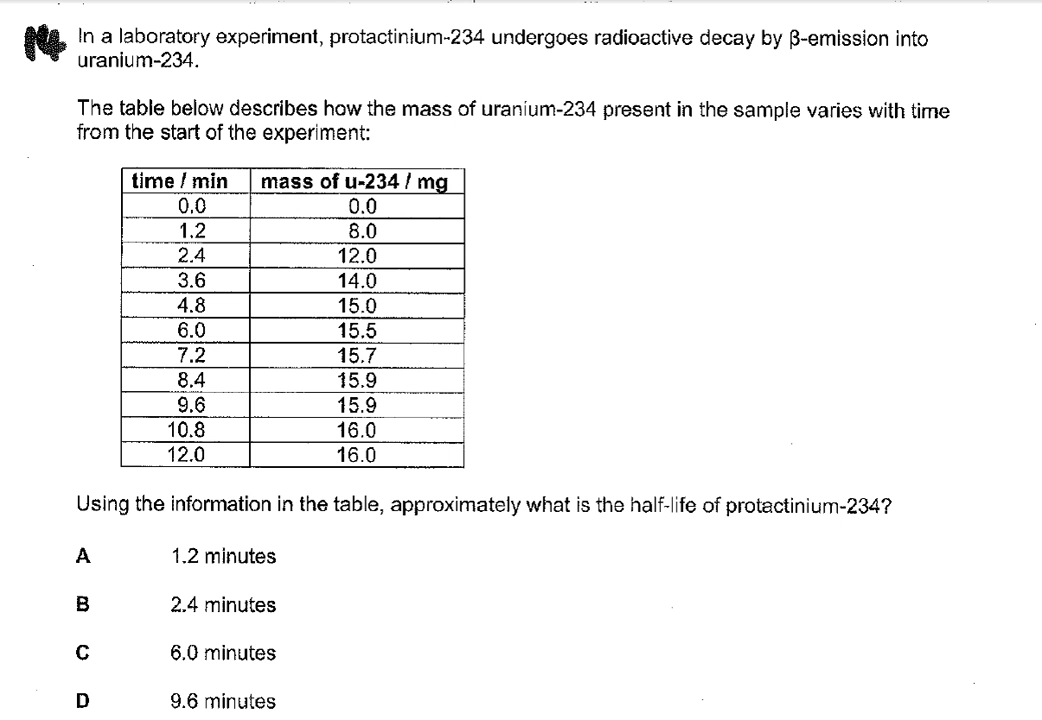 14
In a laboratory experiment, protactinium-234 undergoes radioactive decay by β-emission into
uranium-234.
The table below describes how the mass of uranium-234 present in the sample varies with time
from the start of the experiment:
time / min mass of u-234 / mg
0.0 0.0
1.2 8.0
2.4 12.0
3.6 14.0
4.8 15.0
6.0 15.5
7.2 15.7
8.4 15.9
9.6 15.9
10.8 16.0
12.0 16.0
Using the information in the table, approximately what is the half-life of protactinium-234?
A 1.2 minutes
B 2.4 minutes
C 6.0 minutes
D 9.6 minutes